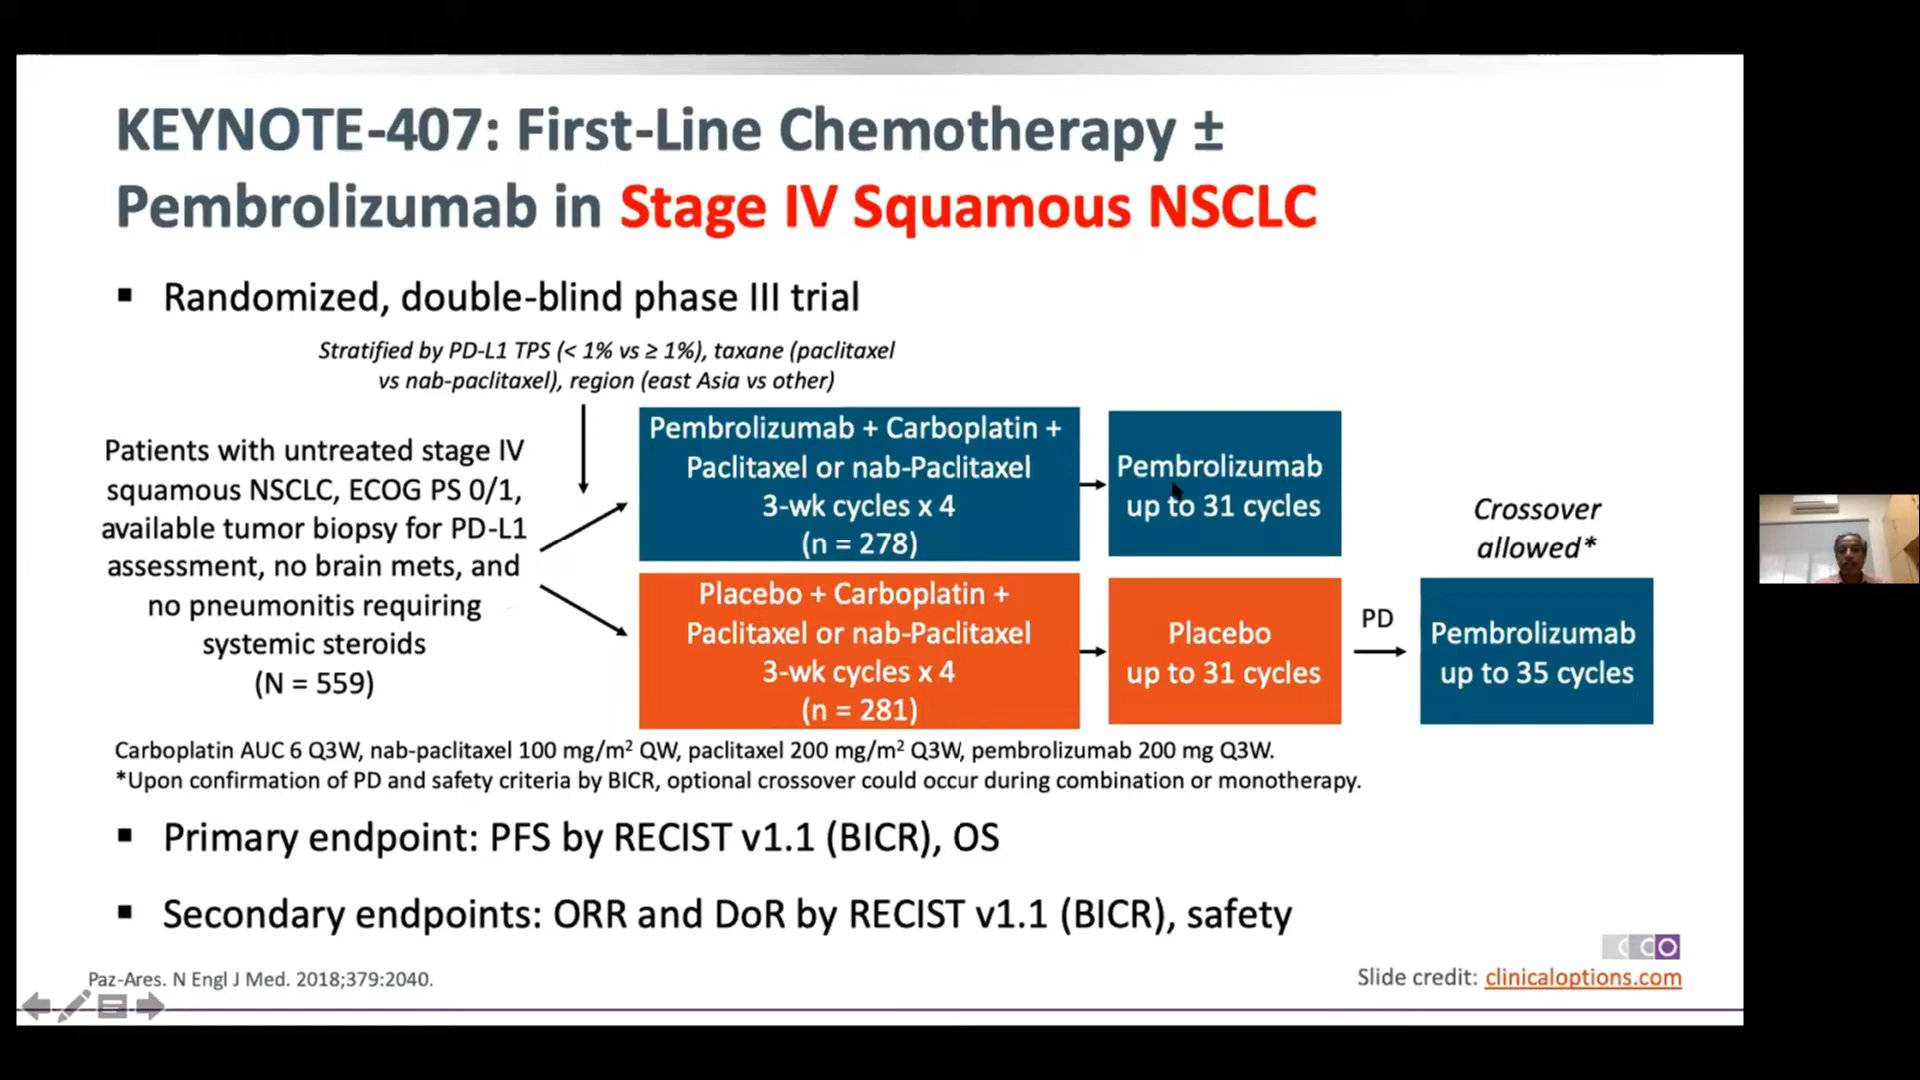 KEYNOTE-407: First-Line Chemotherapy ±
Pembrolizumab in Stage IV Squamous NSCLC
▪ Randomized, double-blind phase III trial
Stratified by PD-L1 TPS (< 1% vs ≥ 1%), taxane (paclitaxel
vs nab-paclitaxel), region (east Asia vs other)
Patients with untreated stage IV
squamous NSCLC, ECOG PS 0/1,
available tumor biopsy for PD-L1
assessment, no brain mets, and
no pneumonitis requiring
systemic steroids
(N = 559)
Pembrolizumab + Carboplatin +
Paclitaxel or nab-Paclitaxel
3-wk cycles x 4
(n = 278)
Pembrolizumab
up to 31 cycles
Placebo + Carboplatin +
Paclitaxel or nab-Paclitaxel
3-wk cycles x 4
(n = 281)
Placebo
up to 31 cycles
PD
Crossover
allowed*
Pembrolizumab
up to 35 cycles
Carboplatin AUC 6 Q3W, nab-paclitaxel 100 mg/m² QW, paclitaxel 200 mg/m² Q3W, pembrolizumab 200 mg Q3W.
*Upon confirmation of PD and safety criteria by BICR, optional crossover could occur during combination or monotherapy.
▪ Primary endpoint: PFS by RECIST v1.1 (BICR), OS
▪ Secondary endpoints: ORR and DoR by RECIST v1.1 (BICR), safety
CCO
Paz-Ares. N Engl J Med. 2018;379:2040.
Slide credit: clinicaloptions.com